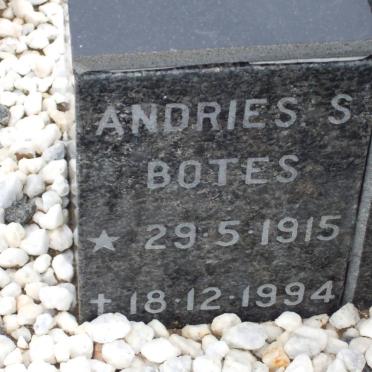 ANDRIES. S
BOTES
★ 29·5·1915
✝ 18·12·1994